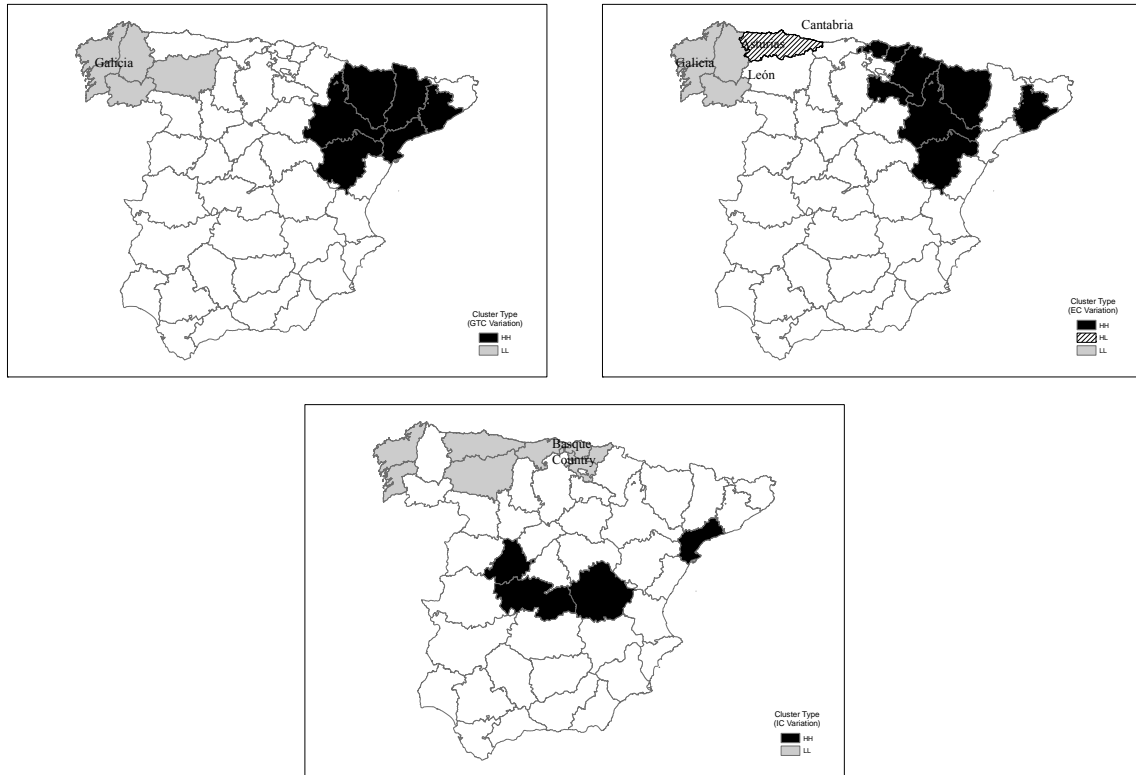 Galicia
Cluster Type
(GTC Variation)
HH
LL
Cantabria
Asturias
Galicia
León
Cluster Type
(EC Variation)
HH
HL
LL
Basque
Country
Cluster Type
(IC Variation)
HH
LL